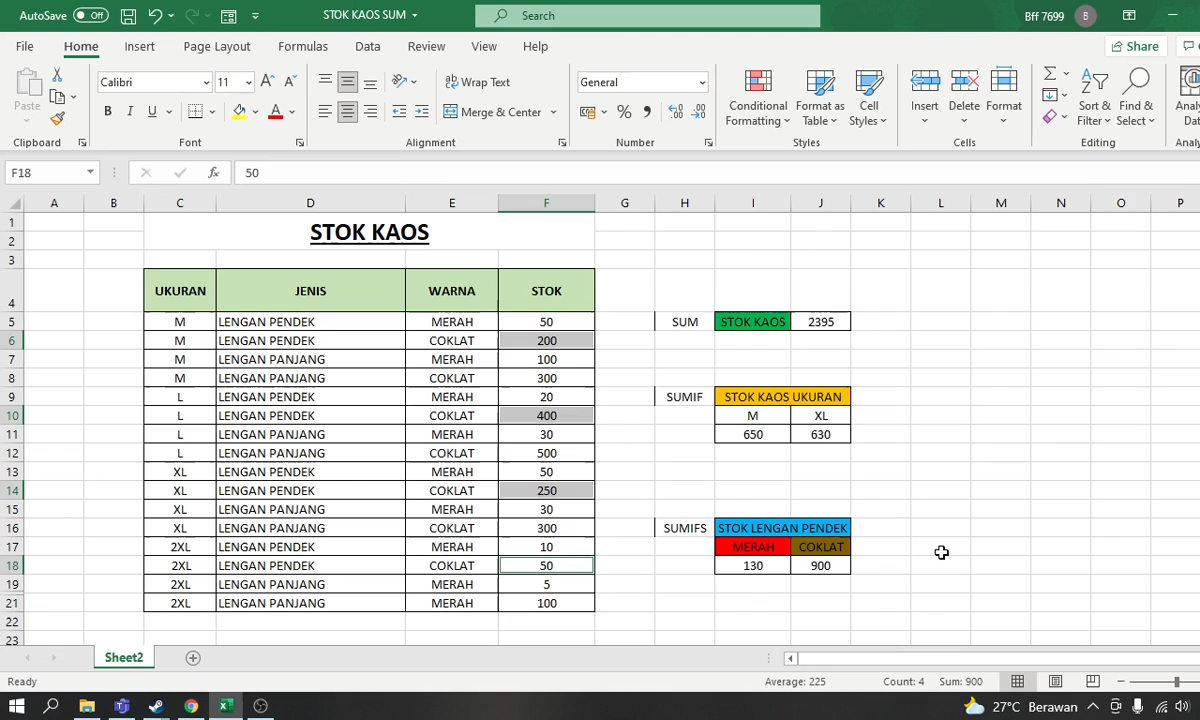 AutoSave Off
STOK KAOS SUM
Search
Bff 7699 B
File Home Insert Page Layout Formulas Data Review View Help
Share
Paste
Calibri 11
B I U A
ab Wrap Text
Merge & Center
General
Conditional Formatting
Format as Table
Cell Styles
Insert
Delete
Format
Sort & Filter
Find & Select
Clipboard Font Alignment Number Styles Cells Editing
F18 fx 50
A B C D E F G H I J K L M N O P
1
2 STOK KAOS
3
4 UKURAN JENIS WARNA STOK
5 M LENGAN PENDEK MERAH 50 SUM STOK KAOS 2395
6 M LENGAN PENDEK COKLAT 200
7 M LENGAN PANJANG MERAH 100
8 M LENGAN PANJANG COKLAT 300
9 L LENGAN PENDEK MERAH 20 SUMIF STOK KAOS UKURAN
10 L LENGAN PENDEK COKLAT 400 M XL
11 L LENGAN PANJANG MERAH 30 650 630
12 L LENGAN PANJANG COKLAT 500
13 XL LENGAN PENDEK MERAH 50
14 XL LENGAN PENDEK COKLAT 250
15 XL LENGAN PANJANG MERAH 30
16 XL LENGAN PANJANG COKLAT 300 SUMIFS STOK LENGAN PENDEK
17 2XL LENGAN PENDEK MERAH 10 MERAH COKLAT
18 2XL LENGAN PENDEK COKLAT 50 130 900
19 2XL LENGAN PANJANG MERAH 5
21 2XL LENGAN PANJANG COKLAT 100
22
23
Sheet2
Ready Average: 225 Count: 4 Sum: 900
27°C Berawan